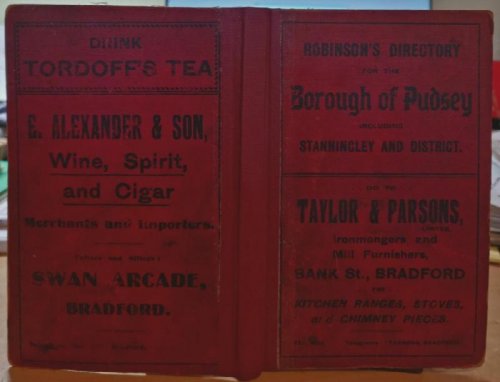 DRINK
TORDOFF'S TEA
E. ALEXANDER & SON,
Wine, Spirit,
and Cigar
Merchants and Importers.
SWAN ARCADE,
BRADFORD.
ROBINSON'S DIRECTORY
FOR THE
Borough of Pudsey
INCLUDING
STANNINGLEY AND DISTRICT.
GO TO
TAYLOR & PARSONS,
LIMITED,
Ironmongers and
Mill Furnishers,
BANK St., BRADFORD
FOR
KITCHEN RANGES, STOVES,
and CHIMNEY PIECES.